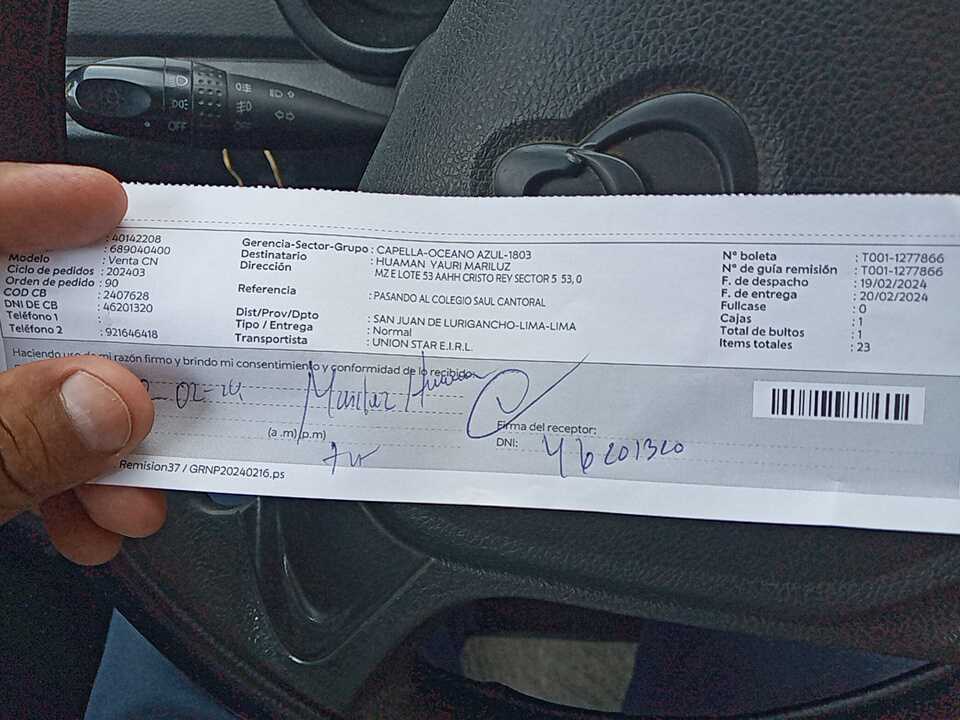 : 40142208
: 689040400
Modelo : Venta CN
Ciclo de pedidos : 202403
Orden de pedido : 90
COD CB : 2407628
DNI DE CB : 46201320
Teléfono 1 :
Teléfono 2 : 921646418
Gerencia-Sector-Grupo : CAPELLA-OCEANO AZUL-1803
Destinatario : HUAMAN YAURI MARILUZ
Dirección : MZ E LOTE 53 AAHH CRISTO REY SECTOR 5 53, 0
Referencia : PASANDO AL COLEGIO SAUL CANTORAL
Dist/Prov/Dpto : SAN JUAN DE LURIGANCHO-LIMA-LIMA
Tipo / Entrega : Normal
Transportista : UNION STAR E.I.R.L.
N° boleta : T001-1277866
N° de guía remisión : T001-1277866
F. de despacho : 19/02/2024
F. de entrega : 20/02/2024
Fullcase : 0
Cajas : 1
Total de bultos : 1
Items totales : 23
Haciendo uso de mi razón firmo y brindo mi consentimiento y conformidad de lo recibido
-02-24
Huaman
(a.m)/p.m)
Firma del receptor:
DNI: 46201320
Remision37 / GRNP20240216.ps
OFF